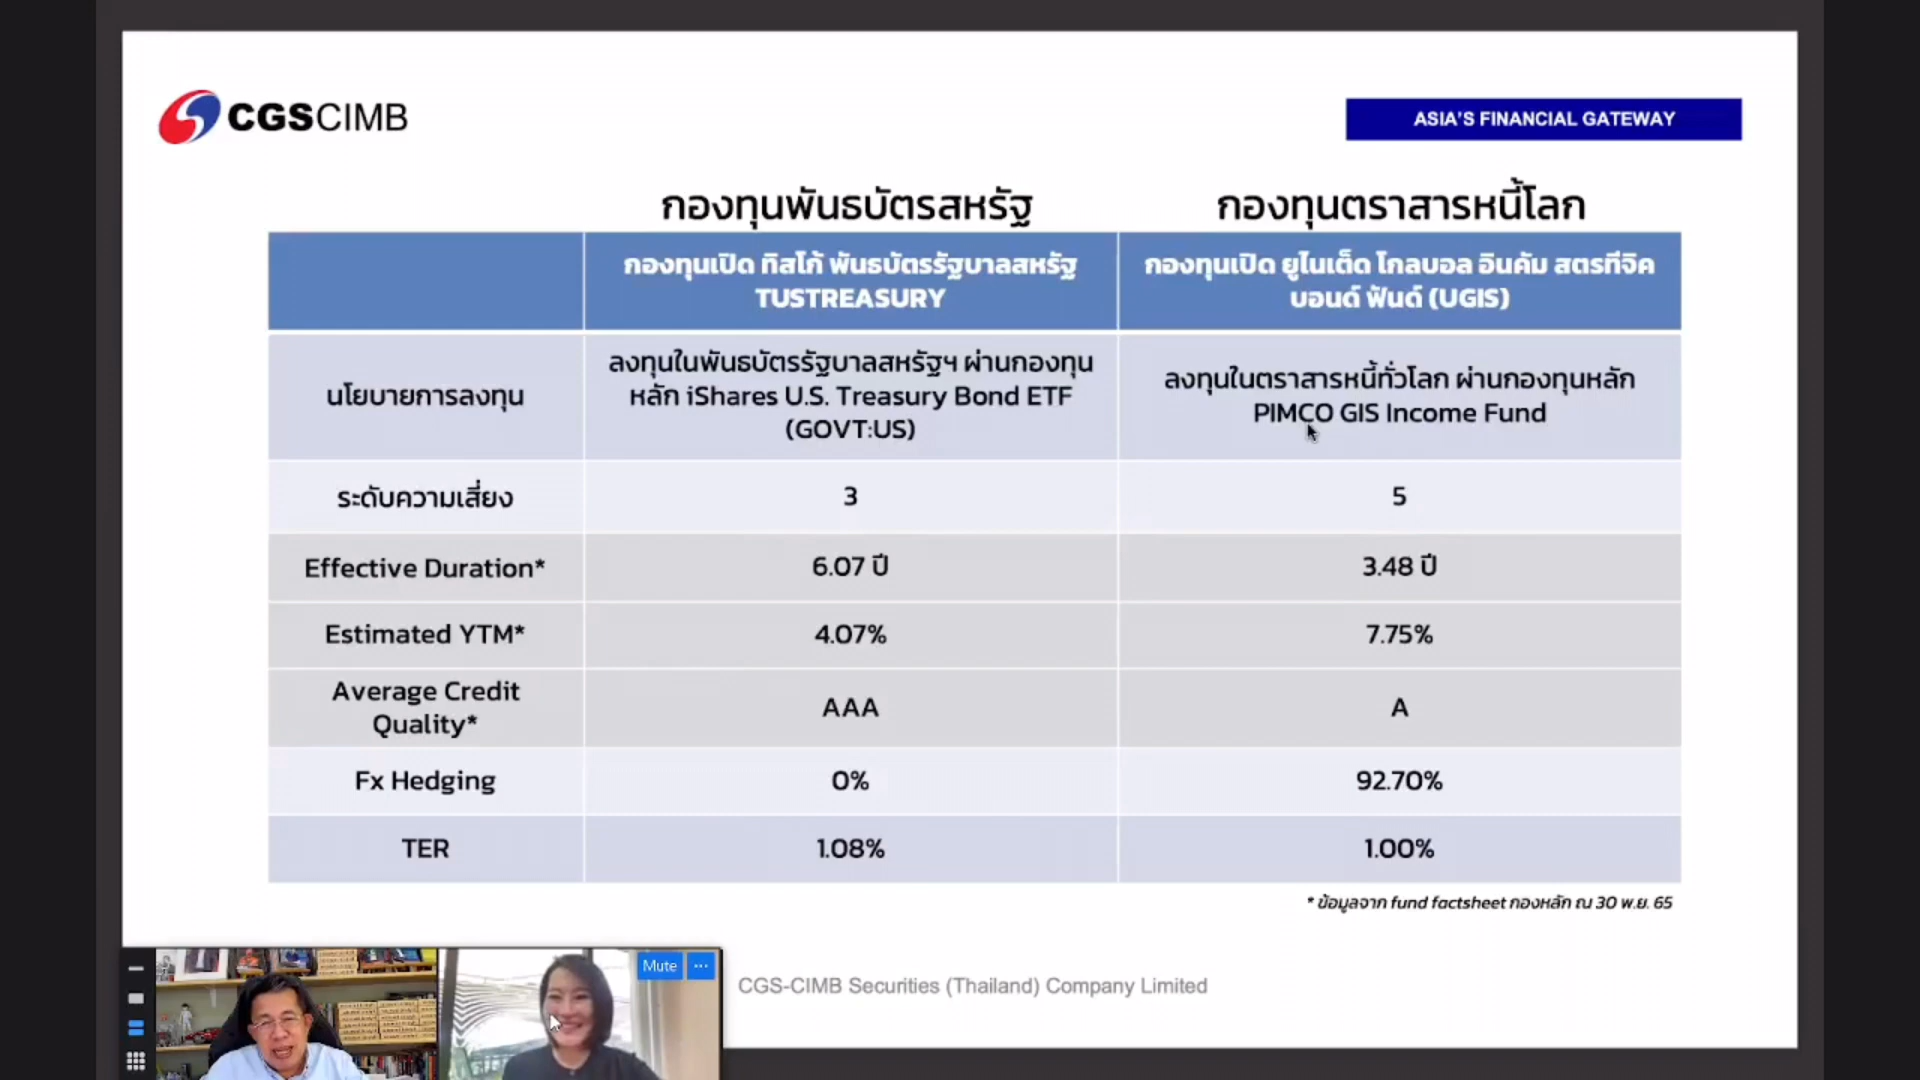 CGSCIMB
ASIA'S FINANCIAL GATEWAY
กองทุนพันธบัตรสหรัฐ
กองทุนตราสารหนี้โลก
กองทุนเปิด ทิสโก้ พันธบัตรรัฐบาลสหรัฐ
TUSTREASURY
กองทุนเปิด ยูไนเต็ด โกลบอล อินคัม สตรทีจิค
บอนด์ ฟันด์ (UGIS)
นโยบายการลงทุน
ลงทุนในพันธบัตรรัฐบาลสหรัฐฯ ผ่านกองทุน
หลัก iShares U.S. Treasury Bond ETF
(GOVT:US)
ลงทุนในตราสารหนี้ทั่วโลก ผ่านกองทุนหลัก
PIMCO GIS Income Fund
ระดับความเสี่ยง
3
5
Effective Duration*
6.07 ปี
3.48 ปี
Estimated YTM*
4.07%
7.75%
Average Credit
Quality*
AAA
A
Fx Hedging
0%
92.70%
TER
1.08%
1.00%
* ข้อมูลจาก fund factsheet กองหลัก ณ 30 พ.ย. 65
Mute
CGS-CIMB Securities (Thailand) Company Limited